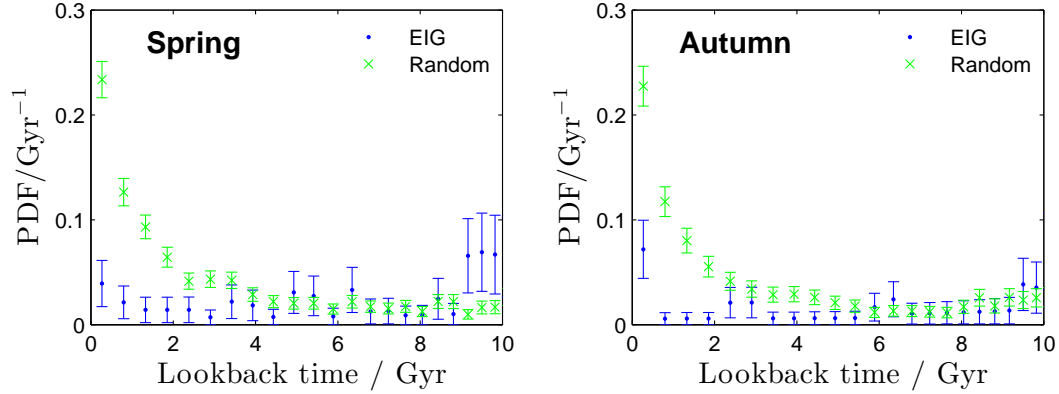 Spring
EIG
Random
0.3
0.2
0.1
0
PDF/Gyr⁻¹
0 2 4 6 8 10
Lookback time / Gyr
Autumn
EIG
Random
0.3
0.2
0.1
0
PDF/Gyr⁻¹
0 2 4 6 8 10
Lookback time / Gyr